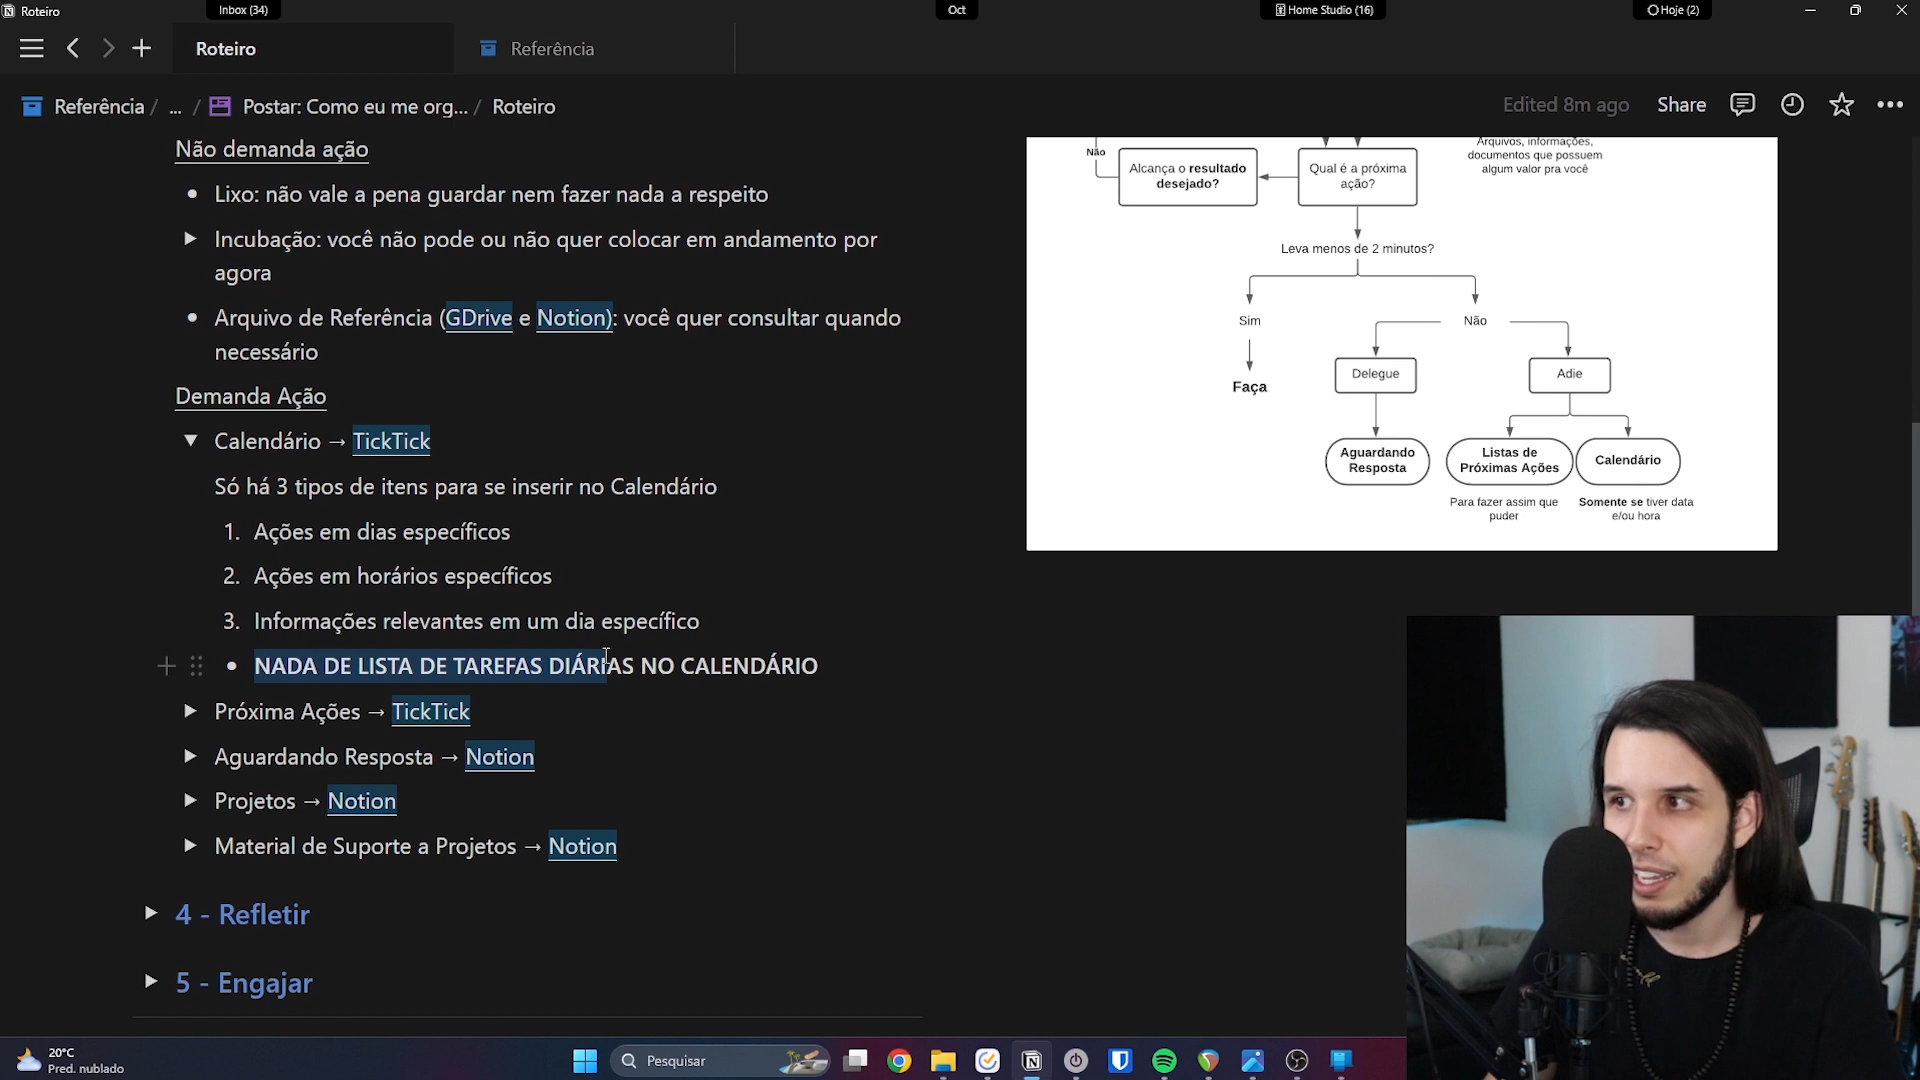 Roteiro
Inbox (34)
Oct
Home Studio (16)
Hoje (2)
Roteiro
Referência
Referência / ... / Postar: Como eu me org... / Roteiro
Edited 8m ago
Share
Não demanda ação
• Lixo: não vale a pena guardar nem fazer nada a respeito
Incubação: você não pode ou não quer colocar em andamento por
agora
• Arquivo de Referência (GDrive e Notion): você quer consultar quando
necessário
Demanda Ação
Calendário → TickTick
Só há 3 tipos de itens para se inserir no Calendário
1. Ações em dias específicos
2. Ações em horários específicos
3. Informações relevantes em um dia específico
• NADA DE LISTA DE TAREFAS DIÁRIAS NO CALENDÁRIO
Próxima Ações → TickTick
Aguardando Resposta → Notion
Projetos → Notion
Material de Suporte a Projetos → Notion
4 - Refletir
5 - Engajar
Não
Alcança o resultado
desejado?
Qual é a próxima
ação?
Arquivos, informações,
documentos que possuem
algum valor pra você
Leva menos de 2 minutos?
Sim
Não
Faça
Delegue
Adie
Aguardando
Resposta
Listas de
Próximas Ações
Calendário
Para fazer assim que
puder
Somente se tiver data
e/ou hora
20°C
Pred. nublado
Pesquisar